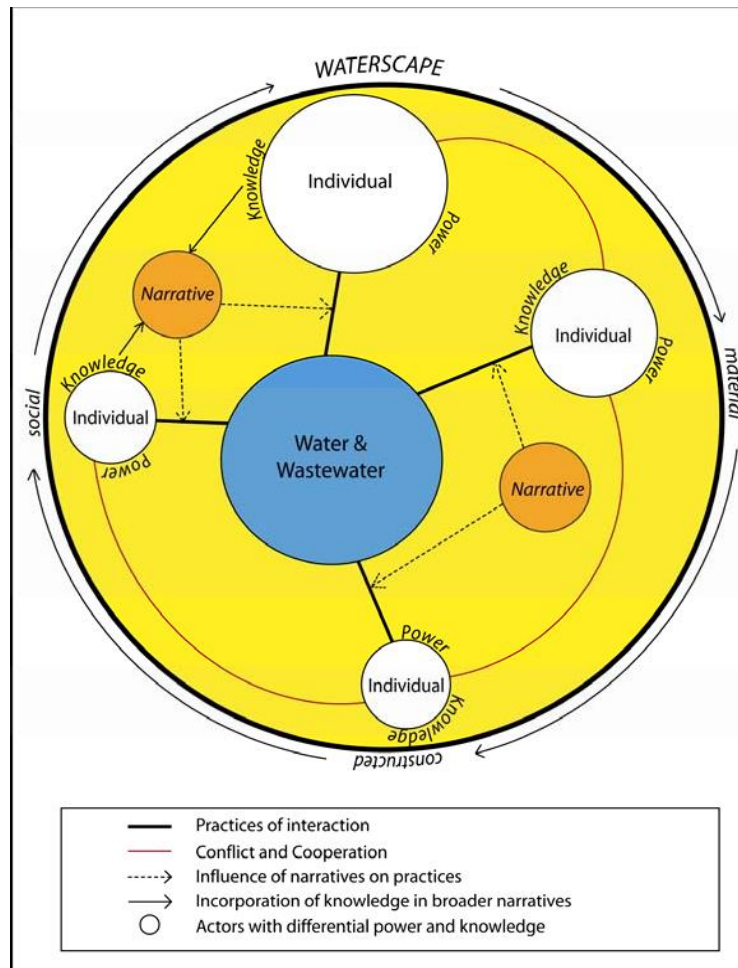 WATERSCAPE
Individual
Knowledge
Power
Narrative
Knowledge
Individual
Power
Knowledge
Individual
Power
social
material
Water &
Wastewater
Narrative
Power
Individual
Knowledge
constructed
Practices of interaction
Conflict and Cooperation
Influence of narratives on practices
Incorporation of knowledge in broader narratives
Actors with differential power and knowledge